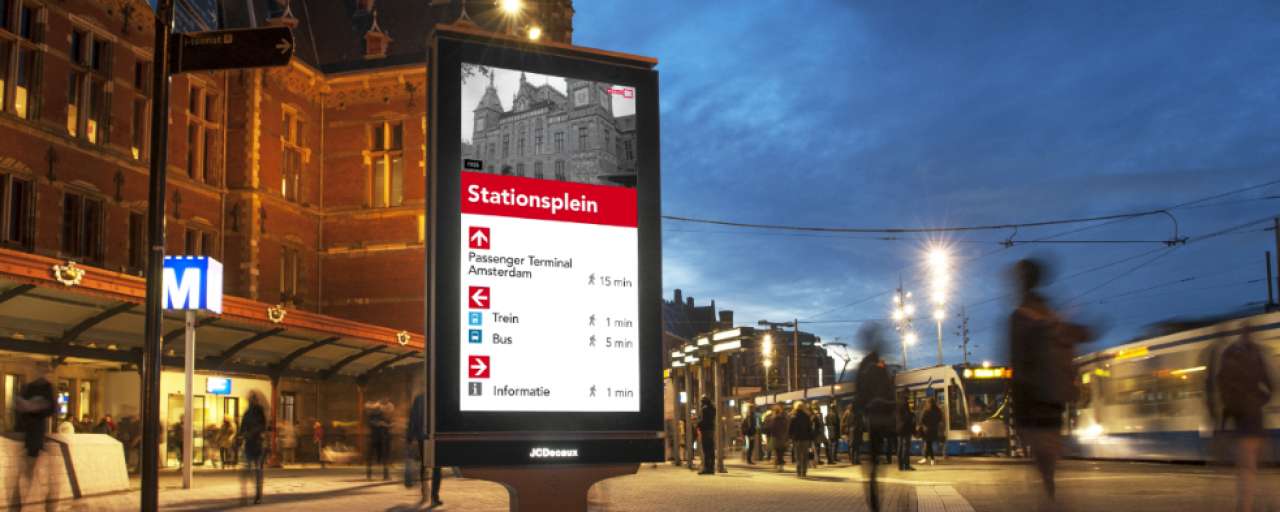 M
Stationsplein
Passenger Terminal
Amsterdam
15 min
Trein 1 min
Bus 5 min
i Informatie 1 min
JCDecaux